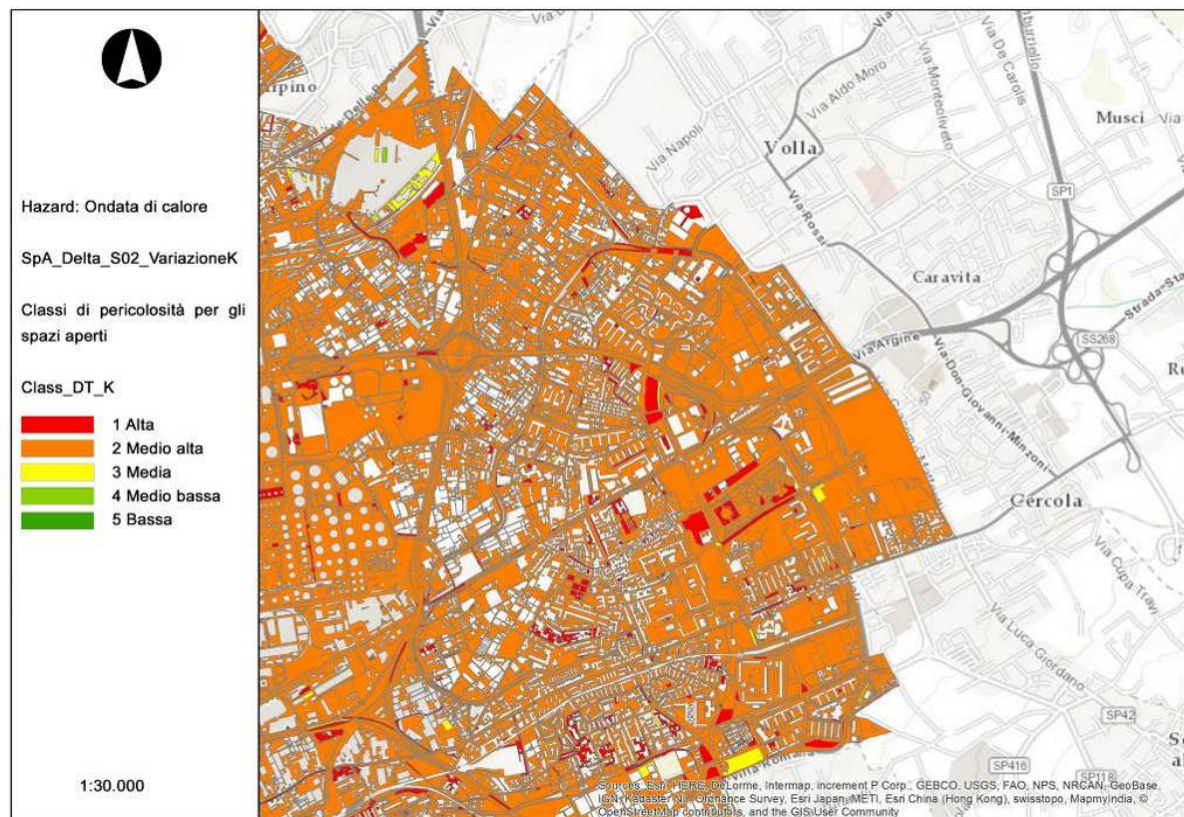 Hazard: Ondata di calore
SpA_Delta_S02_VariazioneK
Classi di pericolosità per gli
spazi aperti
Class_DT_K
1 Alta
2 Medio alta
3 Media
4 Medio bassa
5 Bassa
1:30.000
Via Napoli
Via Aldo Moro
Via Monteoliveto
Via De Carolis
Musci
Volla
SP1
Via Rossi
Caravita
Via Argine
Via-Don-Giovanni-Minzoni
Strada-Sta
SS268
Ru
Cercola
Via Cupa Travi
Via Luca Giordano
SP42
SP416
SP118
Villa Romana
Sources: Esri, HERE, DeLorme, Intermap, increment P Corp., GEBCO, USGS, FAO, NPS, NRCAN, GeoBase,
IGN, Kadaster NL, Ordnance Survey, Esri Japan, METI, Esri China (Hong Kong), swisstopo, MapmyIndia, ©
OpenStreetMap contributors, and the GIS User Community